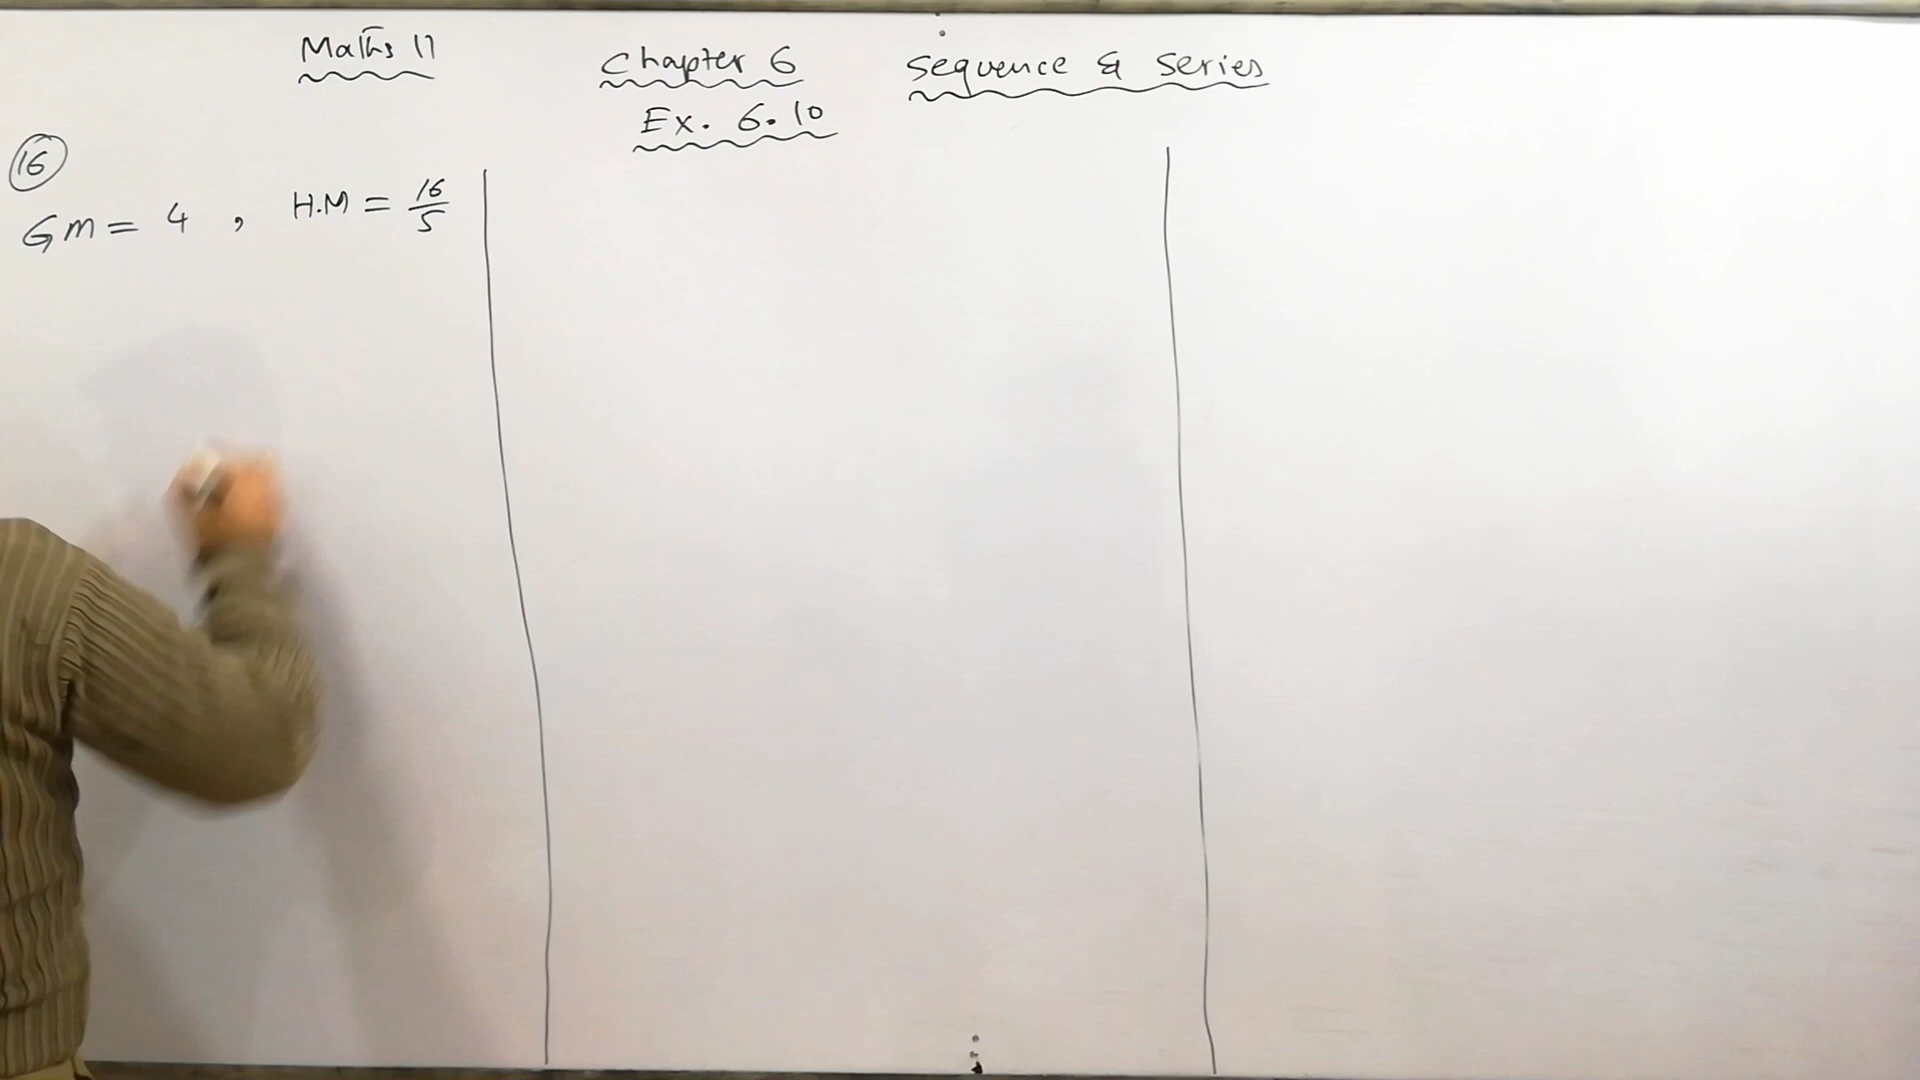 Maths 11
Chapter 6 Sequence & Series
Ex. 6.10
16
Gm = 4 , H.M = 16/5